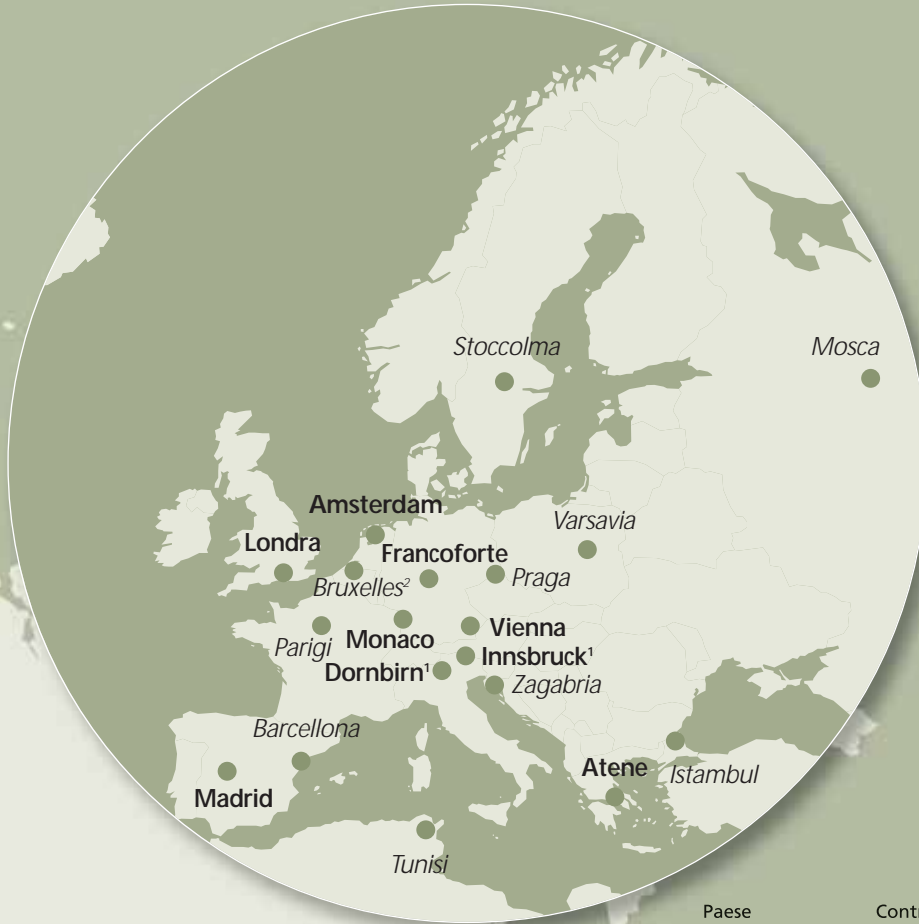 Stoccolma
Mosca
Amsterdam
Varsavia
Londra
Francoforte
Bruxelles²
Praga
Parigi
Monaco
Vienna
Dornbirn¹
Innsbruck¹
Zagabria
Barcellona
Madrid
Atene
Istambul
Tunisi
Paese